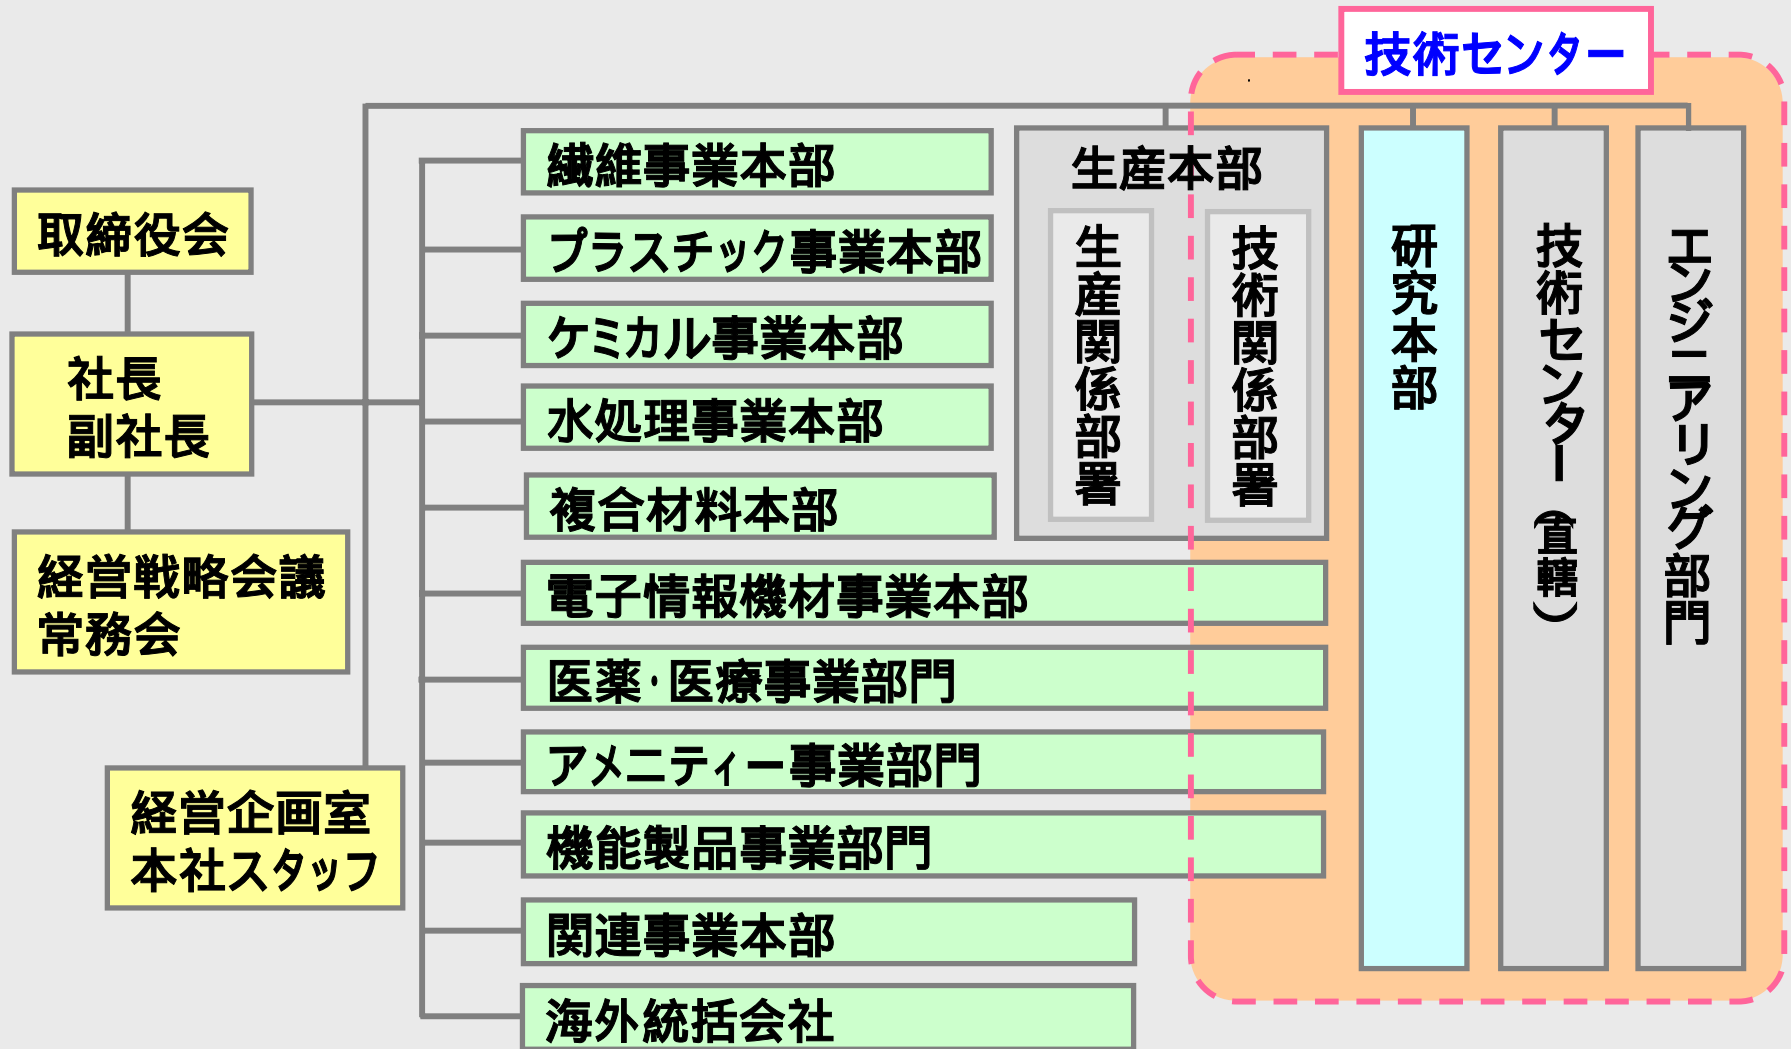 技術センター
取締役会
社長
副社長
経営戦略会議
常務会
経営企画室
本社スタッフ
繊維事業本部
プラスチック事業本部
ケミカル事業本部
水処理事業本部
複合材料本部
電子情報機材事業本部
医薬・医療事業部門
アメニティー事業部門
機能製品事業部門
関連事業本部
海外統括会社
生産本部
生産関係部署
技術関係部署
研究本部
技術センター（直轄）
エンジニアリング部門